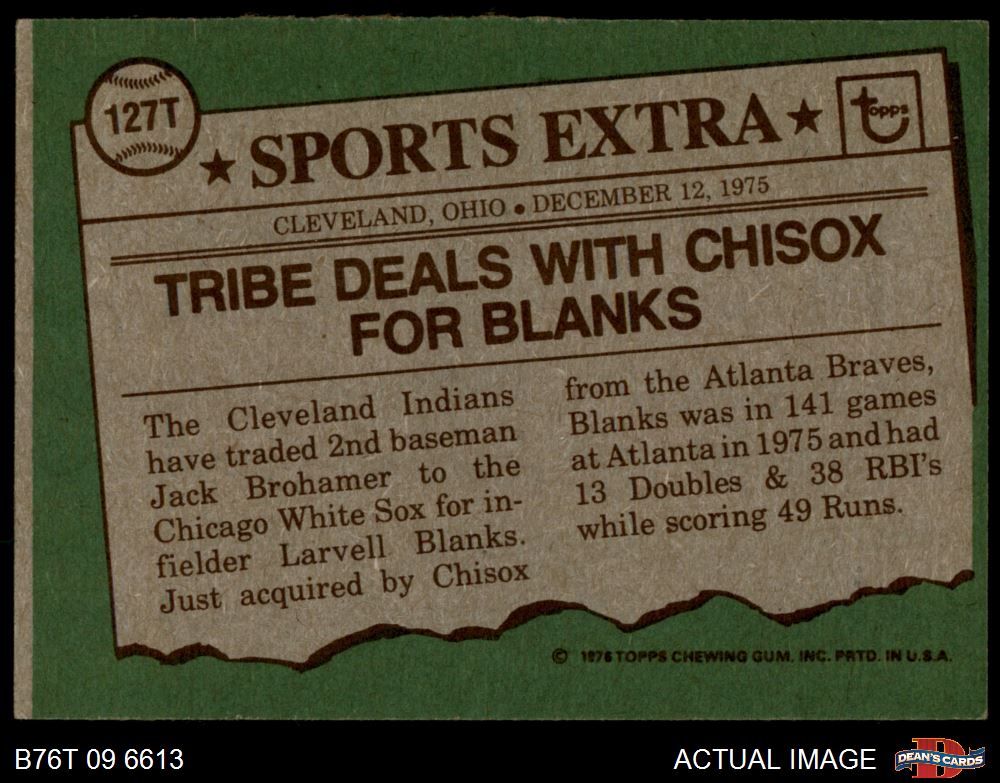 127T
★ SPORTS EXTRA ★
topps
CLEVELAND, OHIO • DECEMBER 12, 1975
TRIBE DEALS WITH CHISOX
FOR BLANKS
The Cleveland Indians
have traded 2nd baseman
Jack Brohamer to the
Chicago White Sox for in-
fielder Larvell Blanks.
Just acquired by Chisox
from the Atlanta Braves,
Blanks was in 141 games
at Atlanta in 1975 and had
13 Doubles & 38 RBI's
while scoring 49 Runs.
© 1976 TOPPS CHEWING GUM, INC. PRTD. IN U.S.A.
B76T 09 6613
ACTUAL IMAGE
D
DEAN'S CARDS